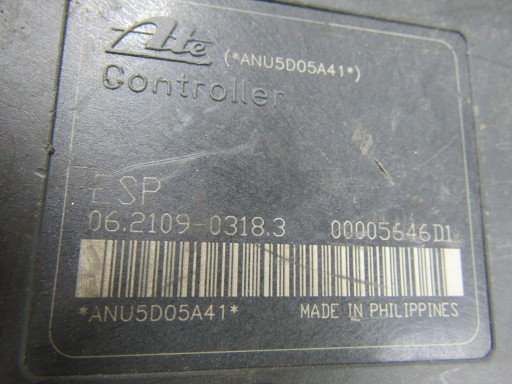 Ate (*ANU5D05A41*)
Controller
ESP
06.2109-0318.3 00005646D1
*ANU5D05A41* MADE IN PHILIPPINES